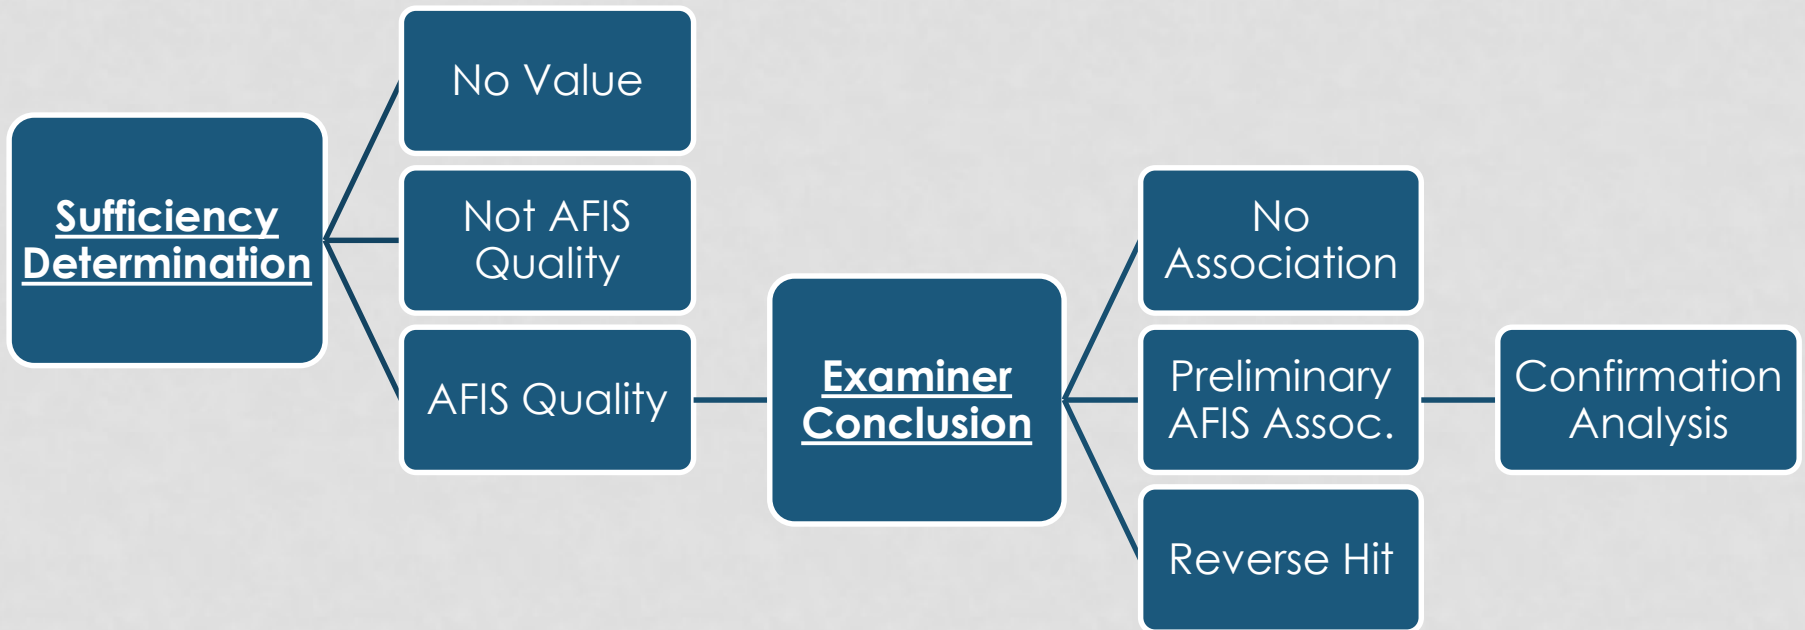 Sufficiency
Determination
No Value
Not AFIS
Quality
AFIS Quality
Examiner
Conclusion
No
Association
Preliminary
AFIS Assoc.
Reverse Hit
Confirmation
Analysis